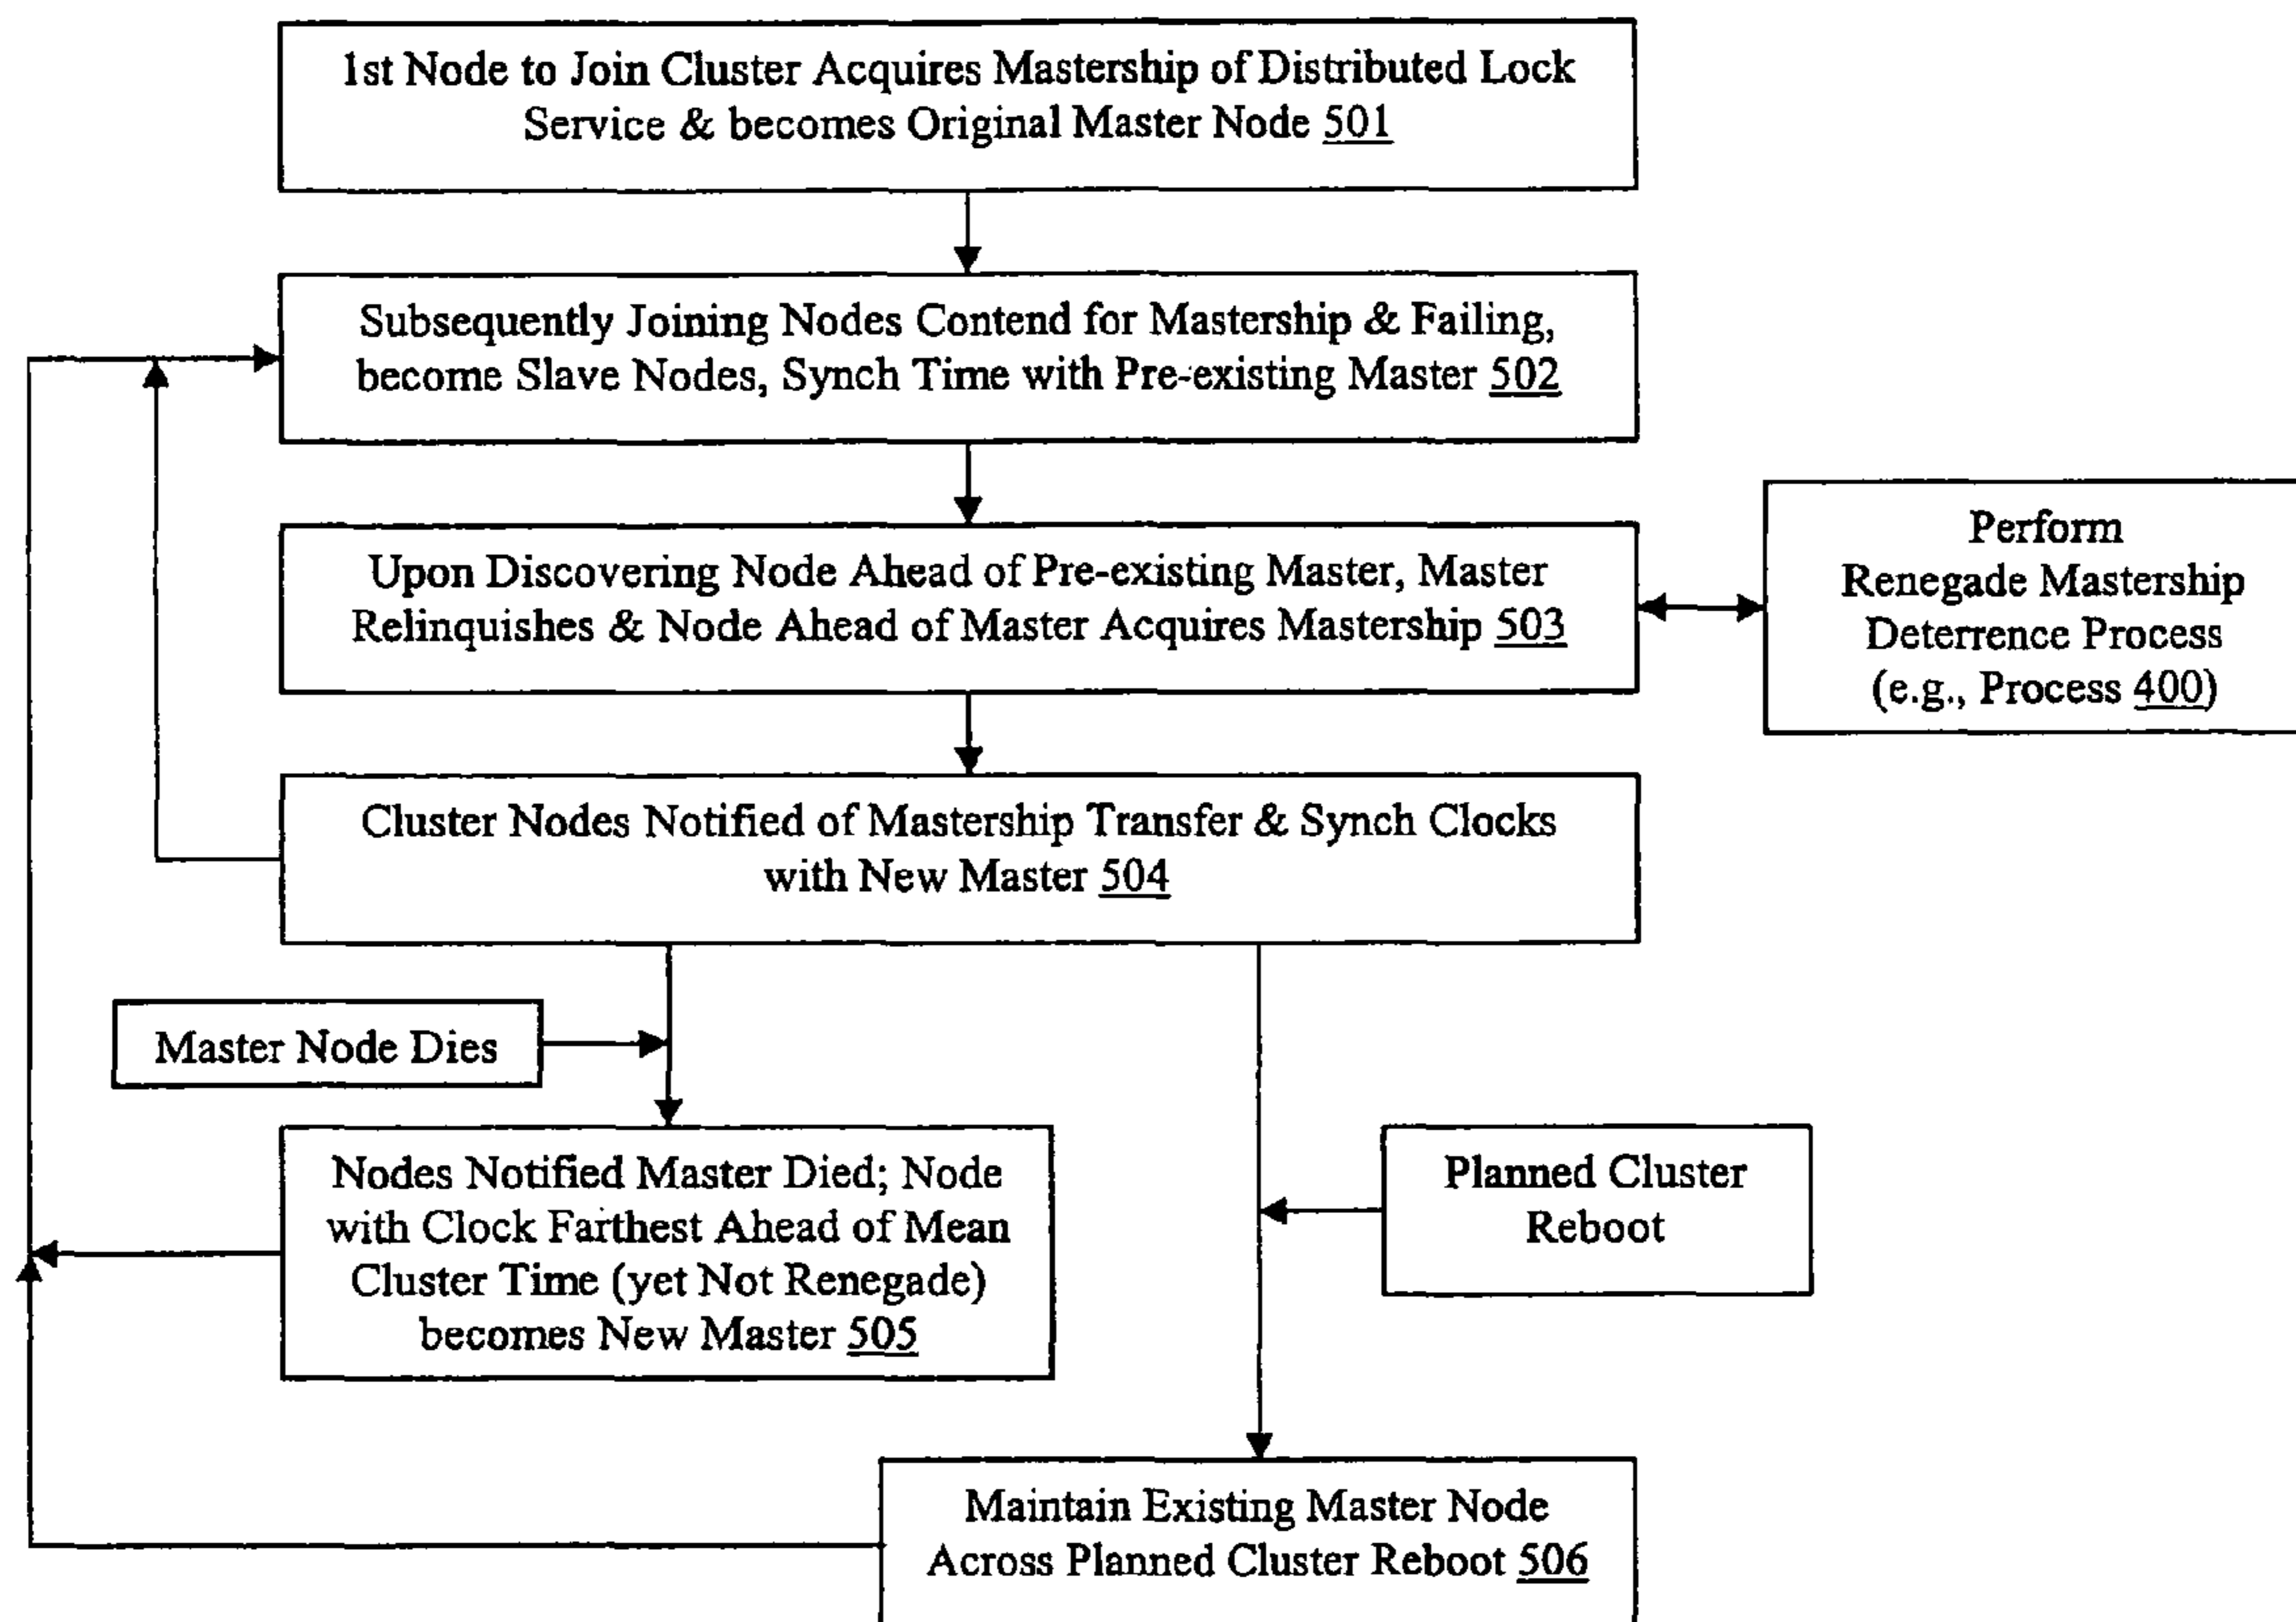 1st Node to Join Cluster Acquires Mastership of Distributed Lock
Service & becomes Original Master Node 501
Subsequently Joining Nodes Contend for Mastership & Failing,
become Slave Nodes, Synch Time with Pre-existing Master 502
Upon Discovering Node Ahead of Pre-existing Master, Master
Relinquishes & Node Ahead of Master Acquires Mastership 503
Perform
Renegade Mastership
Deterrence Process
(e.g., Process 400)
Cluster Nodes Notified of Mastership Transfer & Synch Clocks
with New Master 504
Master Node Dies
Nodes Notified Master Died; Node
with Clock Farthest Ahead of Mean
Cluster Time (yet Not Renegade)
becomes New Master 505
Planned Cluster
Reboot
Maintain Existing Master Node
Across Planned Cluster Reboot 506